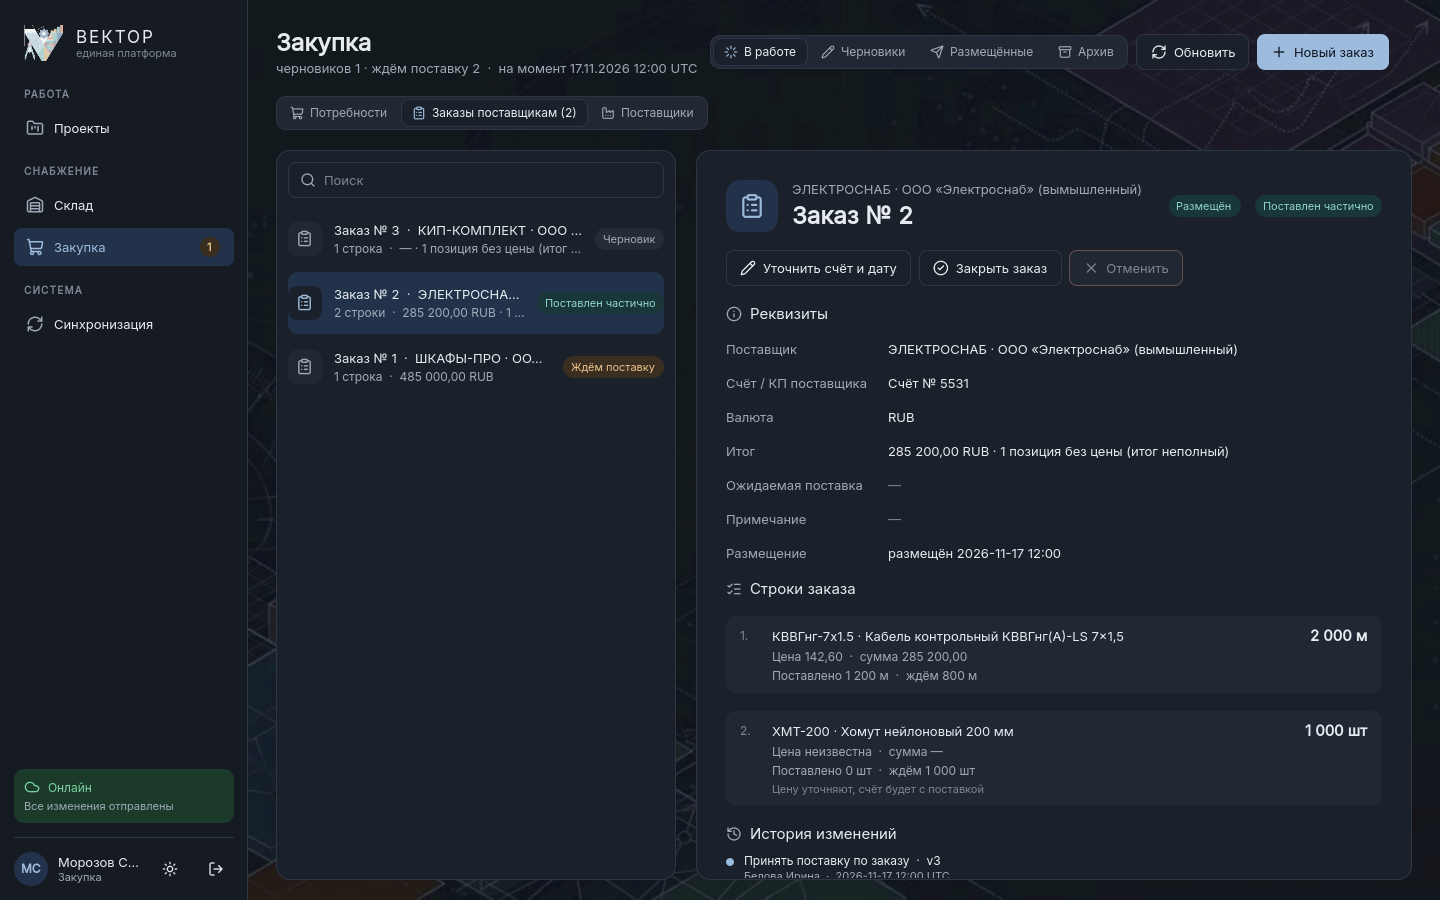 ВЕКТОР
единая платформа
РАБОТА
Проекты
СНАБЖЕНИЕ
Склад
Закупка 1
СИСТЕМА
Синхронизация
Онлайн
Все изменения отправлены
МС
Морозов С...
Закупка
Закупка
черновиков 1 · ждём поставку 2 · на момент 17.11.2026 12:00 UTC
В работе Черновики Размещённые Архив
Обновить
Новый заказ
Потребности Заказы поставщикам (2) Поставщики
Поиск
Заказ № 3 · КИП-КОМПЛЕКТ · ООО ...
1 строка · — · 1 позиция без цены (итог ...
Черновик
Заказ № 2 · ЭЛЕКТРОСНА...
2 строки · 285 200,00 RUB · 1 ...
Поставлен частично
Заказ № 1 · ШКАФЫ-ПРО · ОО...
1 строка · 485 000,00 RUB
Ждём поставку
ЭЛЕКТРОСНАБ · ООО «Электроснаб» (вымышленный)
Заказ № 2
Размещён
Поставлен частично
Уточнить счёт и дату
Закрыть заказ
Отменить
Реквизиты
Поставщик ЭЛЕКТРОСНАБ · ООО «Электроснаб» (вымышленный)
Счёт / КП поставщика Счёт № 5531
Валюта RUB
Итог 285 200,00 RUB · 1 позиция без цены (итог неполный)
Ожидаемая поставка —
Примечание —
Размещение размещён 2026-11-17 12:00
Строки заказа
1. КВВГнг-7х1.5 · Кабель контрольный КВВГнг(А)-LS 7×1,5 2 000 м
Цена 142,60 · сумма 285 200,00
Поставлено 1 200 м · ждём 800 м
2. ХМТ-200 · Хомут нейлоновый 200 мм 1 000 шт
Цена неизвестна · сумма —
Поставлено 0 шт · ждём 1 000 шт
Цену уточняют, счёт будет с поставкой
История изменений
Принять поставку по заказу · v3
Белова Ирина · 2026-11-17 12:00 UTC